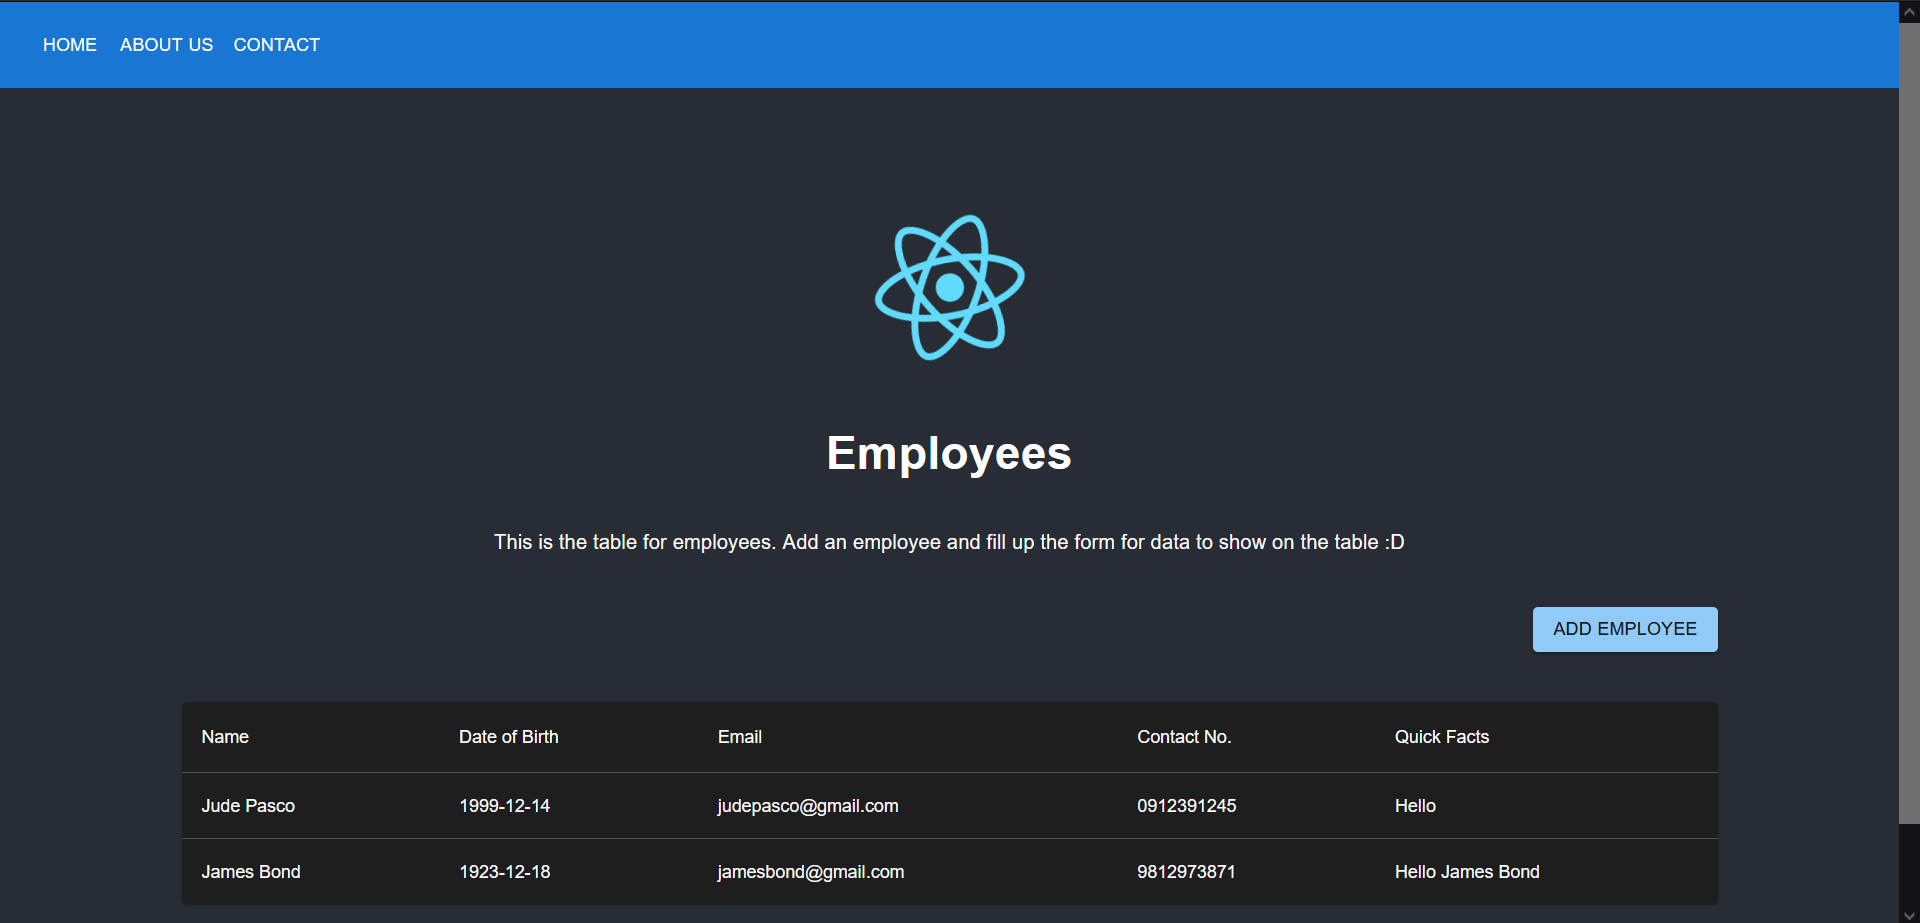 HOME ABOUT US CONTACT
Employees
This is the table for employees. Add an employee and fill up the form for data to show on the table :D
ADD EMPLOYEE
Name Date of Birth Email Contact No. Quick Facts
Jude Pasco 1999-12-14 judepasco@gmail.com 0912391245 Hello
James Bond 1923-12-18 jamesbond@gmail.com 9812973871 Hello James Bond